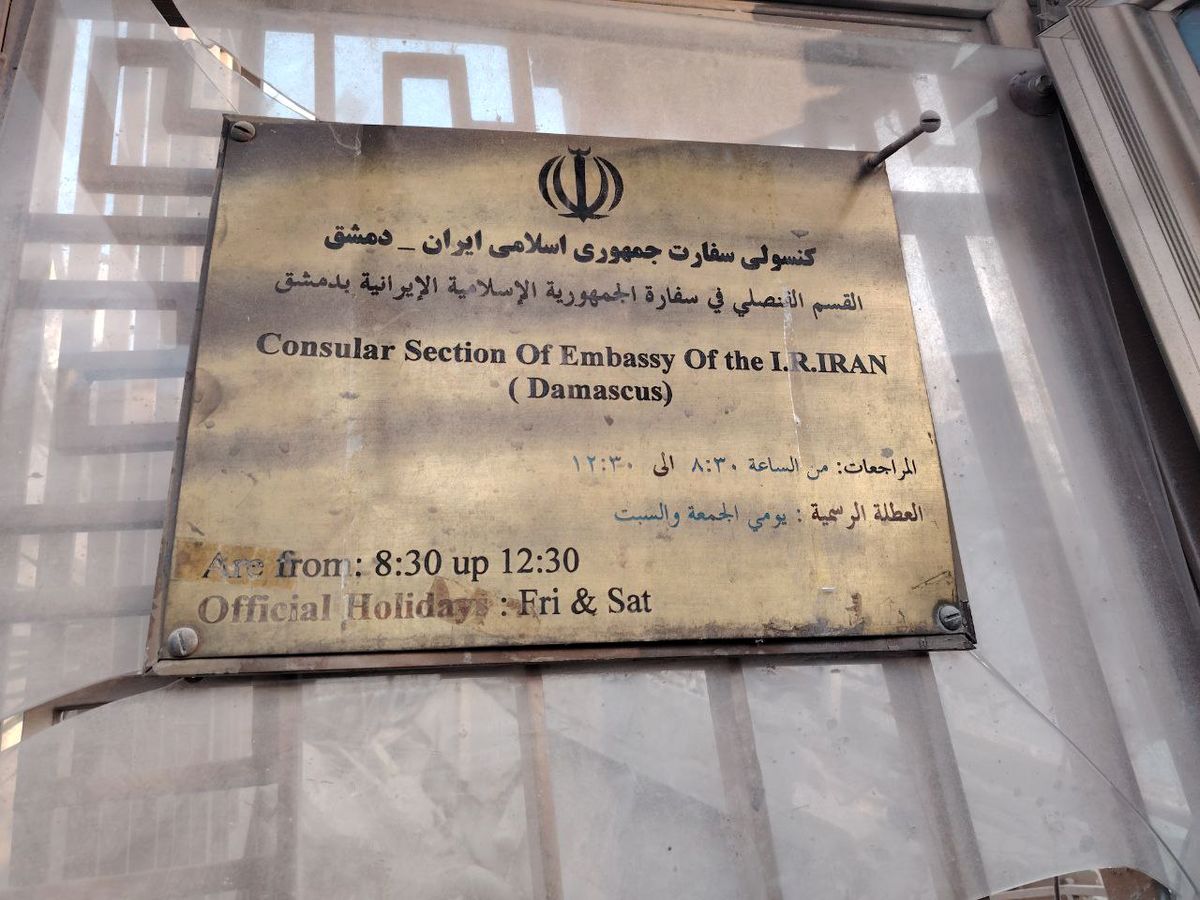 کنسولی سفارت جمهوری اسلامی ایران _ دمشق
القسم القنصلي في سفارة الجمهورية الإسلامية الإيرانية بدمشق
Consular Section Of Embassy Of the I.R.IRAN
( Damascus)
المراجعات: من الساعة ٨:٣٠ الى ١٢:٣٠
العطلة الرسمية : يومي الجمعة والسبت
Are from: 8:30 up 12:30
Official Holidays : Fri & Sat